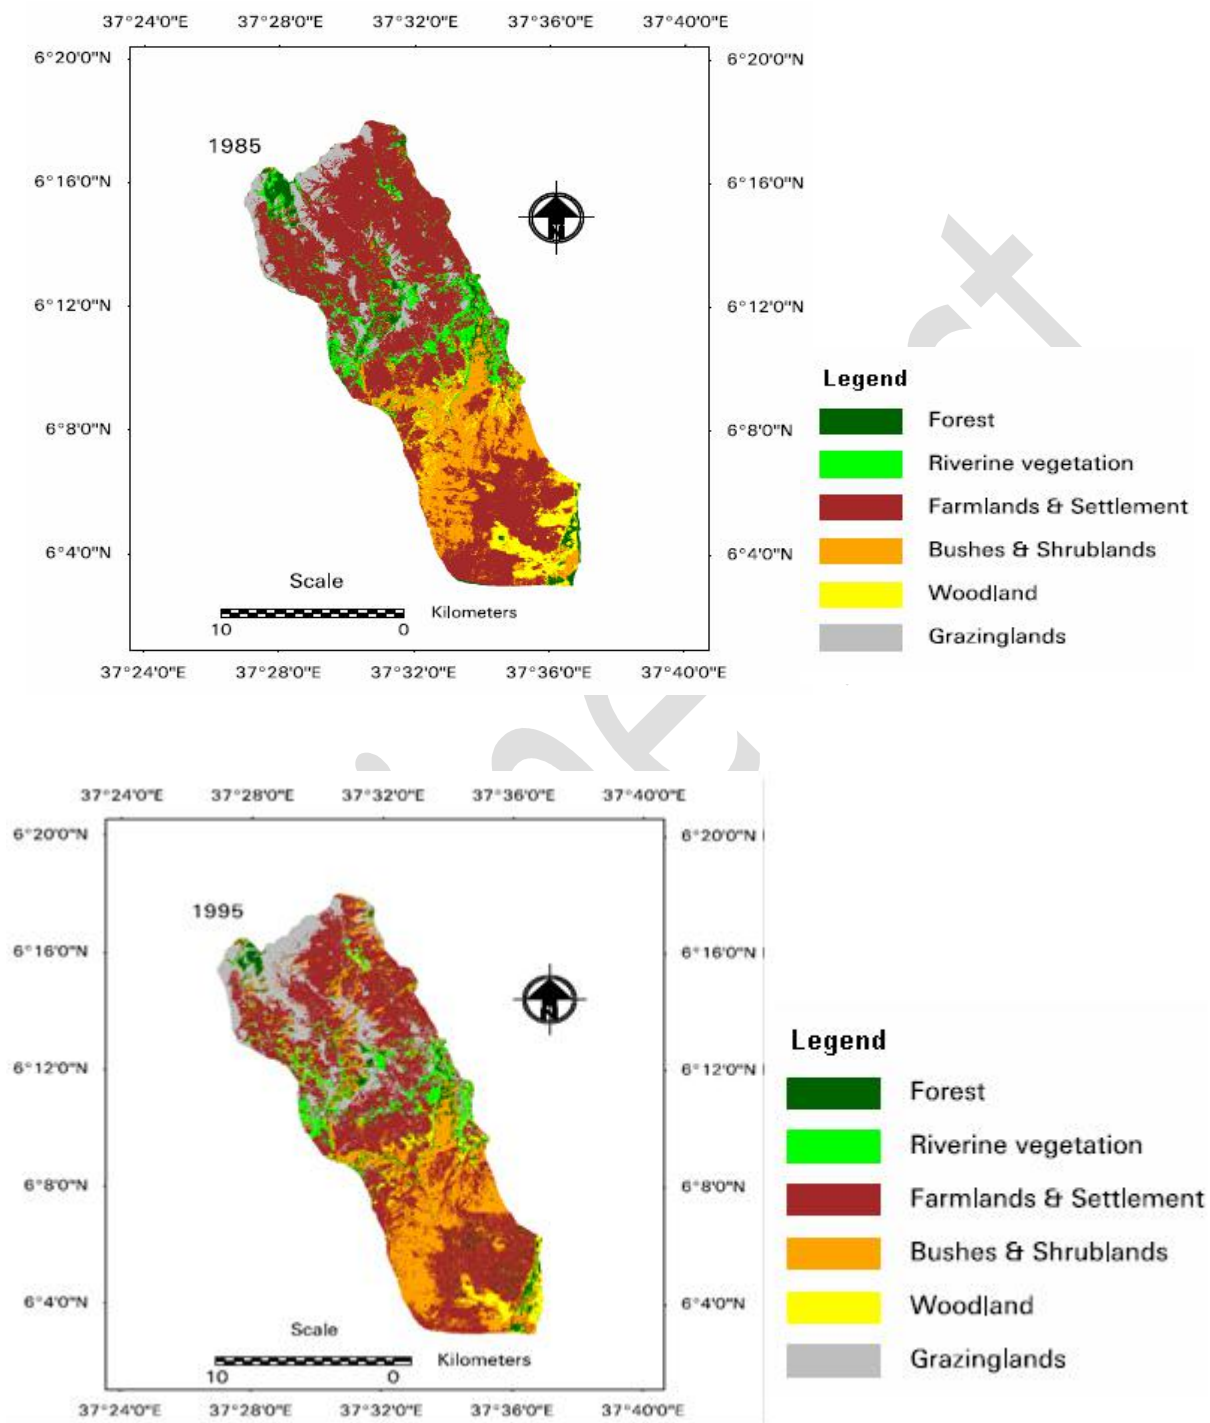 37°24'0"E 37°28'0"E 37°32'0"E 37°36'0"E 37°40'0"E
6°20'0"N 6°20'0"N
1985
6°16'0"N 6°16'0"N
N
6°12'0"N 6°12'0"N
Legend
Forest
6°8'0"N 6°8'0"N
Riverine vegetation
Farmlands & Settlement
Bushes & Shrublands
6°4'0"N 6°4'0"N
Scale
Woodland
Kilometers
10 0
Grazinglands
37°24'0"E 37°28'0"E 37°32'0"E 37°36'0"E 37°40'0"E
37°24'0"E 37°28'0"E 37°32'0"E 37°36'0"E 37°40'0"E
6°20'0"N 6°20'0"N
1995
6°16'0"N 6°16'0"N
N
6°12'0"N 6°12'0"N
Legend
Forest
Riverine vegetation
6°8'0"N 6°8'0"N
Farmlands & Settlement
Bushes & Shrublands
6°4'0"N 6°4'0"N
Woodland
Scale
Kilometers
10 0
Grazinglands
37°24'0"E 37°28'0"E 37°32'0"E 37°36'0"E 37°40'0"E